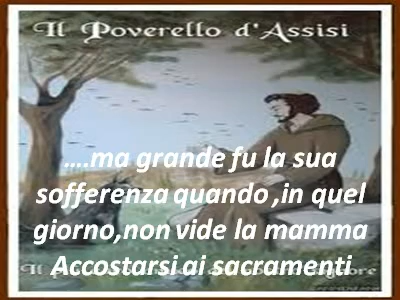 Il Poverello d'Assisi
….ma grande fu la sua
sofferenza quando ,in quel
giorno,non vide la mamma
Accostarsi ai sacramenti
Il